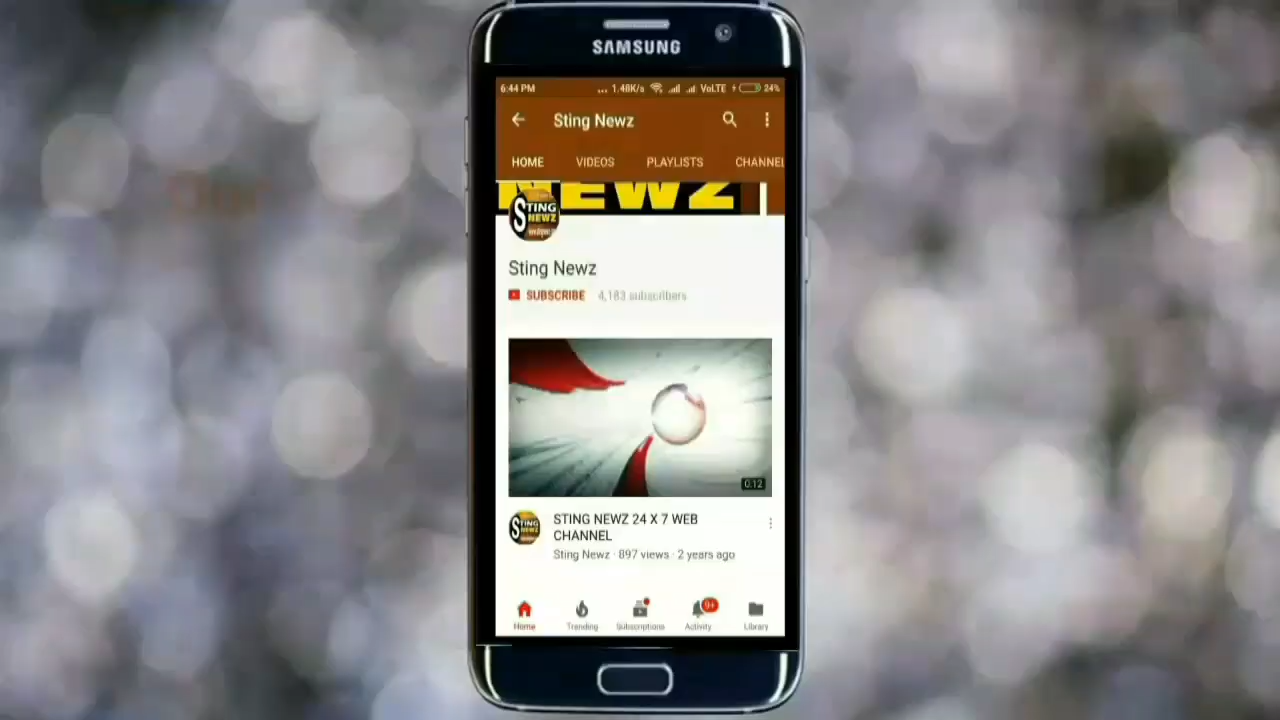 SAMSUNG
6:44 PM ... 1.48K/s VoLTE 24%
Sting Newz
HOME VIDEOS PLAYLISTS CHANNEL
NEWZ
STING
NEWZ
Sting Newz
SUBSCRIBE 4,183 subscribers
0:12
STING NEWZ 24 X 7 WEB
CHANNEL
STING
NEWZ
Sting Newz · 897 views · 2 years ago
9+
Home Trending Subscriptions Activity Library